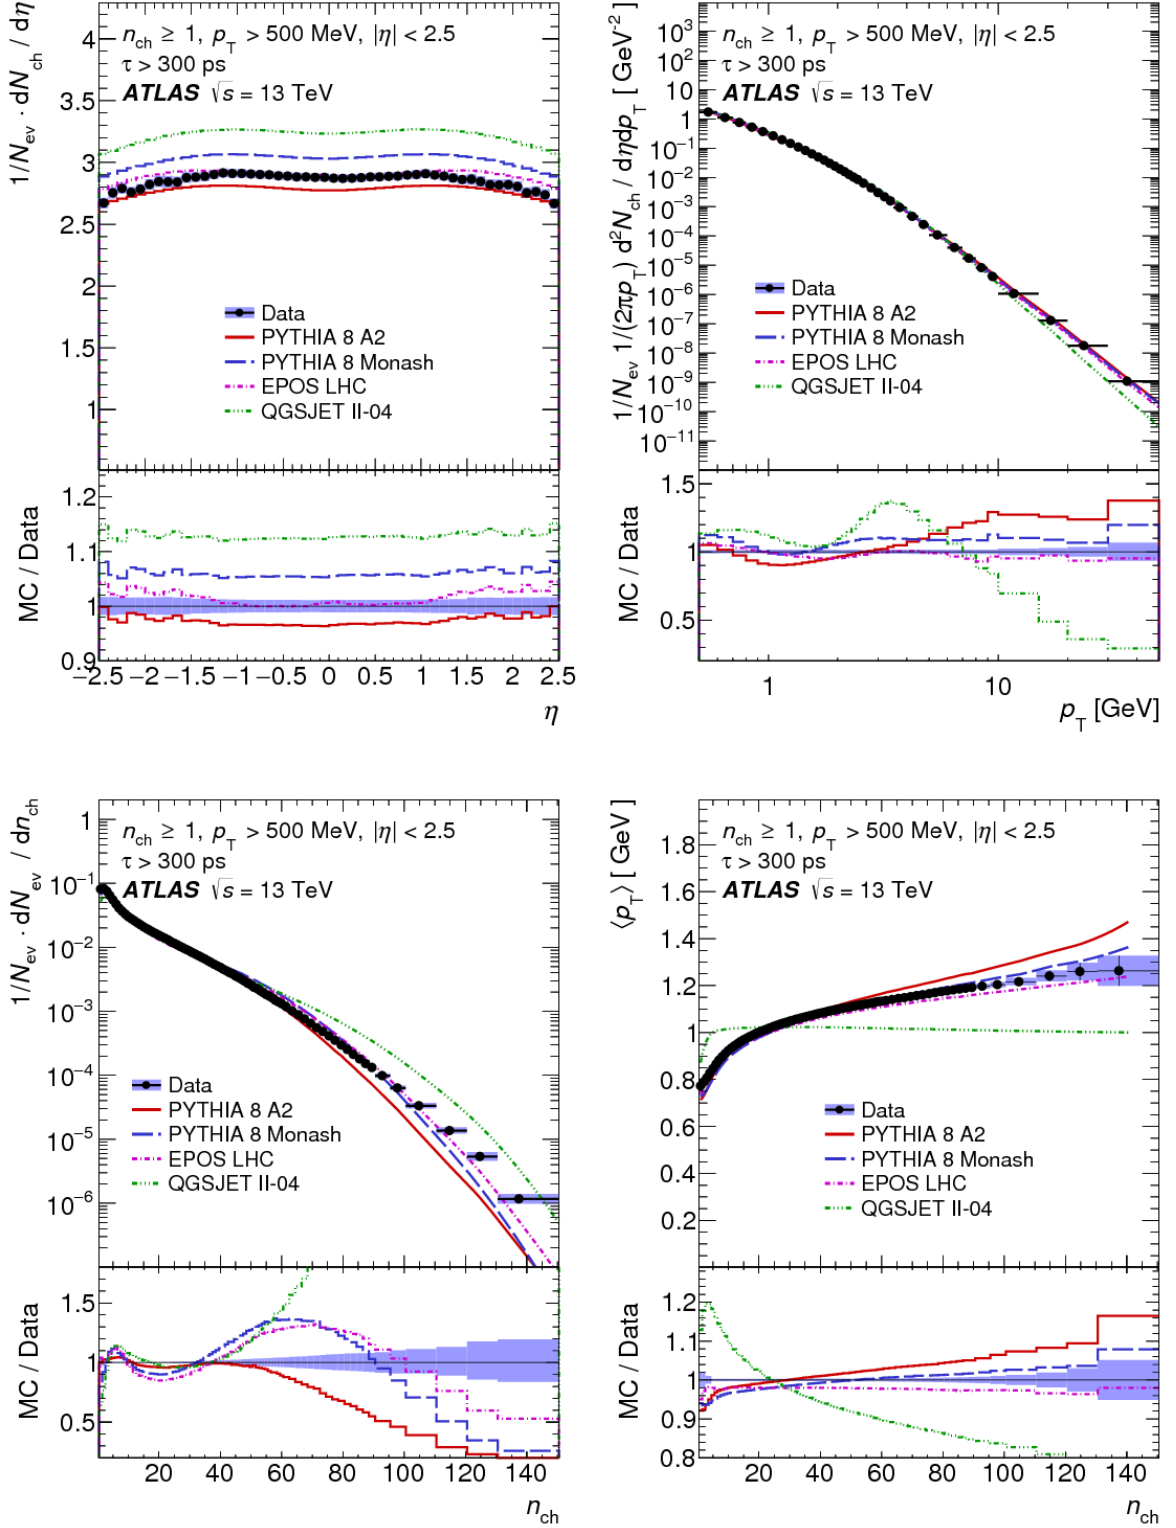 1/N_ev · dN_ch / dη
4
3.5
3
2.5
2
1.5
1
n_ch ≥ 1, p_T > 500 MeV, |η| < 2.5
τ > 300 ps
ATLAS √s = 13 TeV
Data
PYTHIA 8 A2
PYTHIA 8 Monash
EPOS LHC
QGSJET II-04
MC / Data
1.2
1.1
1
0.9
−2.5 −2 −1.5 −1 −0.5 0 0.5 1 1.5 2 2.5
η
1/N_ev 1/(2πp_T) d²N_ch / dηdp_T [ GeV⁻² ]
10³
10²
10
1
10⁻¹
10⁻²
10⁻³
10⁻⁴
10⁻⁵
10⁻⁶
10⁻⁷
10⁻⁸
10⁻⁹
10⁻¹⁰
10⁻¹¹
n_ch ≥ 1, p_T > 500 MeV, |η| < 2.5
τ > 300 ps
ATLAS √s = 13 TeV
Data
PYTHIA 8 A2
PYTHIA 8 Monash
EPOS LHC
QGSJET II-04
MC / Data
1.5
1
0.5
1 10
p_T [GeV]
1/N_ev · dN_ev / dn_ch
1
10⁻¹
10⁻²
10⁻³
10⁻⁴
10⁻⁵
10⁻⁶
n_ch ≥ 1, p_T > 500 MeV, |η| < 2.5
τ > 300 ps
ATLAS √s = 13 TeV
Data
PYTHIA 8 A2
PYTHIA 8 Monash
EPOS LHC
QGSJET II-04
MC / Data
1.5
1
0.5
20 40 60 80 100 120 140
n_ch
⟨p_T⟩ [ GeV ]
1.8
1.6
1.4
1.2
1
0.8
0.6
0.4
0.2
n_ch ≥ 1, p_T > 500 MeV, |η| < 2.5
τ > 300 ps
ATLAS √s = 13 TeV
Data
PYTHIA 8 A2
PYTHIA 8 Monash
EPOS LHC
QGSJET II-04
MC / Data
1.2
1.1
1
0.9
0.8
20 40 60 80 100 120 140
n_ch